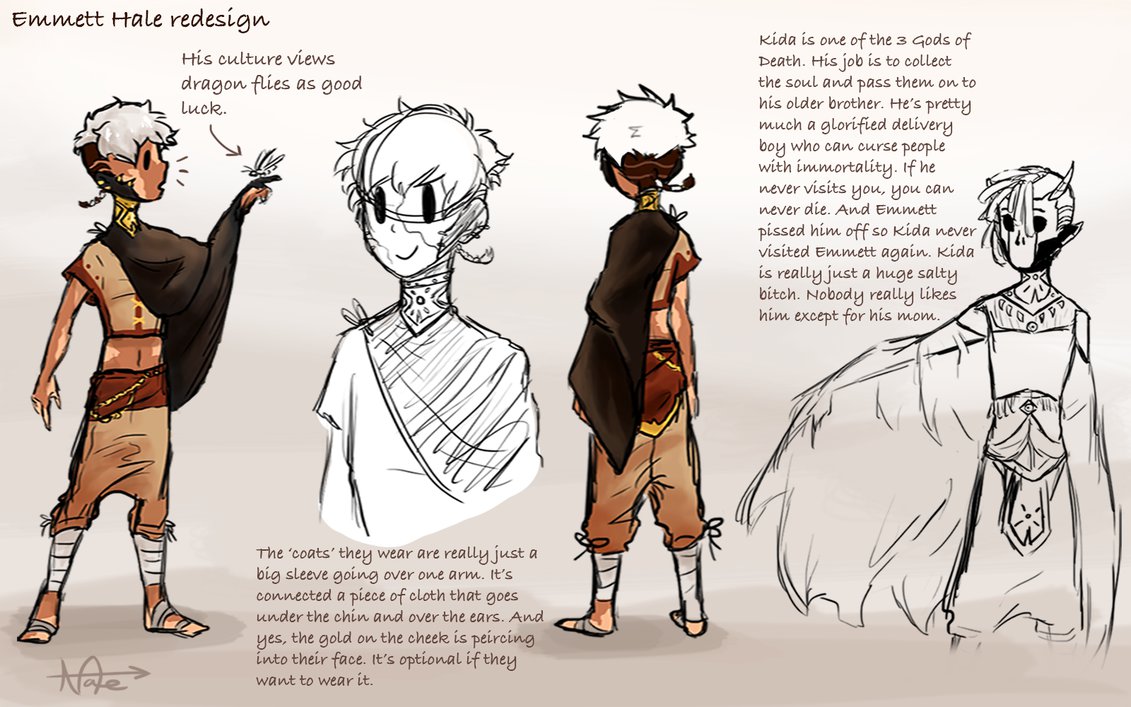 Emmett Hale redesign
His culture views
dragon flies as good
luck.
Kida is one of the 3 Gods of
Death. His job is to collect
the soul and pass them on to
his older brother. He's pretty
much a glorified delivery
boy who can curse people
with immortality. If he
never visits you, you can
never die. And Emmett
pissed him off so Kida never
visited Emmett again. Kida
is really just a huge salty
bitch. Nobody really likes
him except for his mom.
The 'coats' they wear are really just a
big sleeve going over one arm. It's
connected a piece of cloth that goes
under the chin and over the ears. And
yes, the gold on the cheek is peircing
into their face. It's optional if they
want to wear it.
Nate